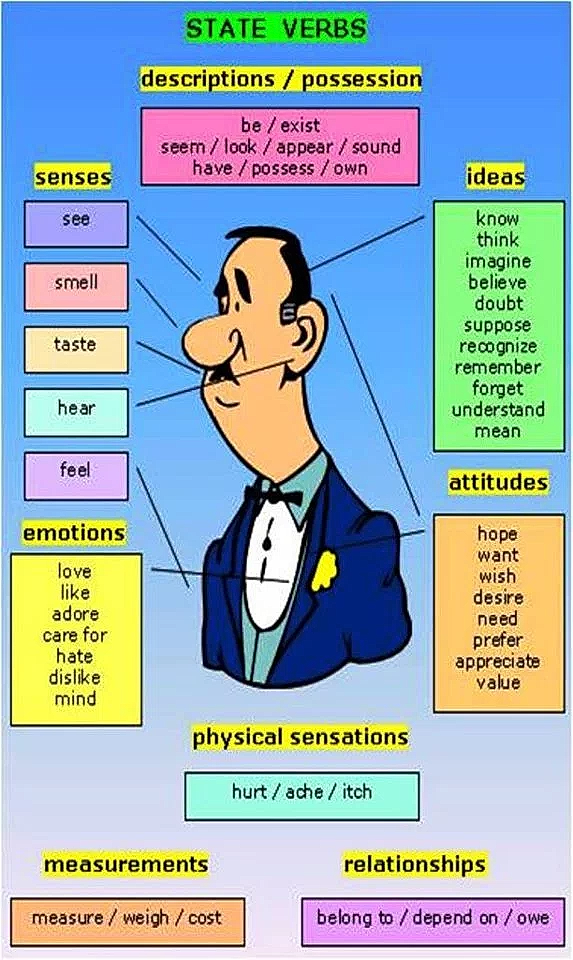 STATE VERBS
descriptions / possession
be / exist
seem / look / appear / sound
have / possess / own
senses
see
smell
taste
hear
feel
ideas
know
think
imagine
believe
doubt
suppose
recognize
remember
forget
understand
mean
emotions
love
like
adore
care for
hate
dislike
mind
attitudes
hope
want
wish
desire
need
prefer
appreciate
value
physical sensations
hurt / ache / itch
measurements
measure / weigh / cost
relationships
belong to / depend on / owe